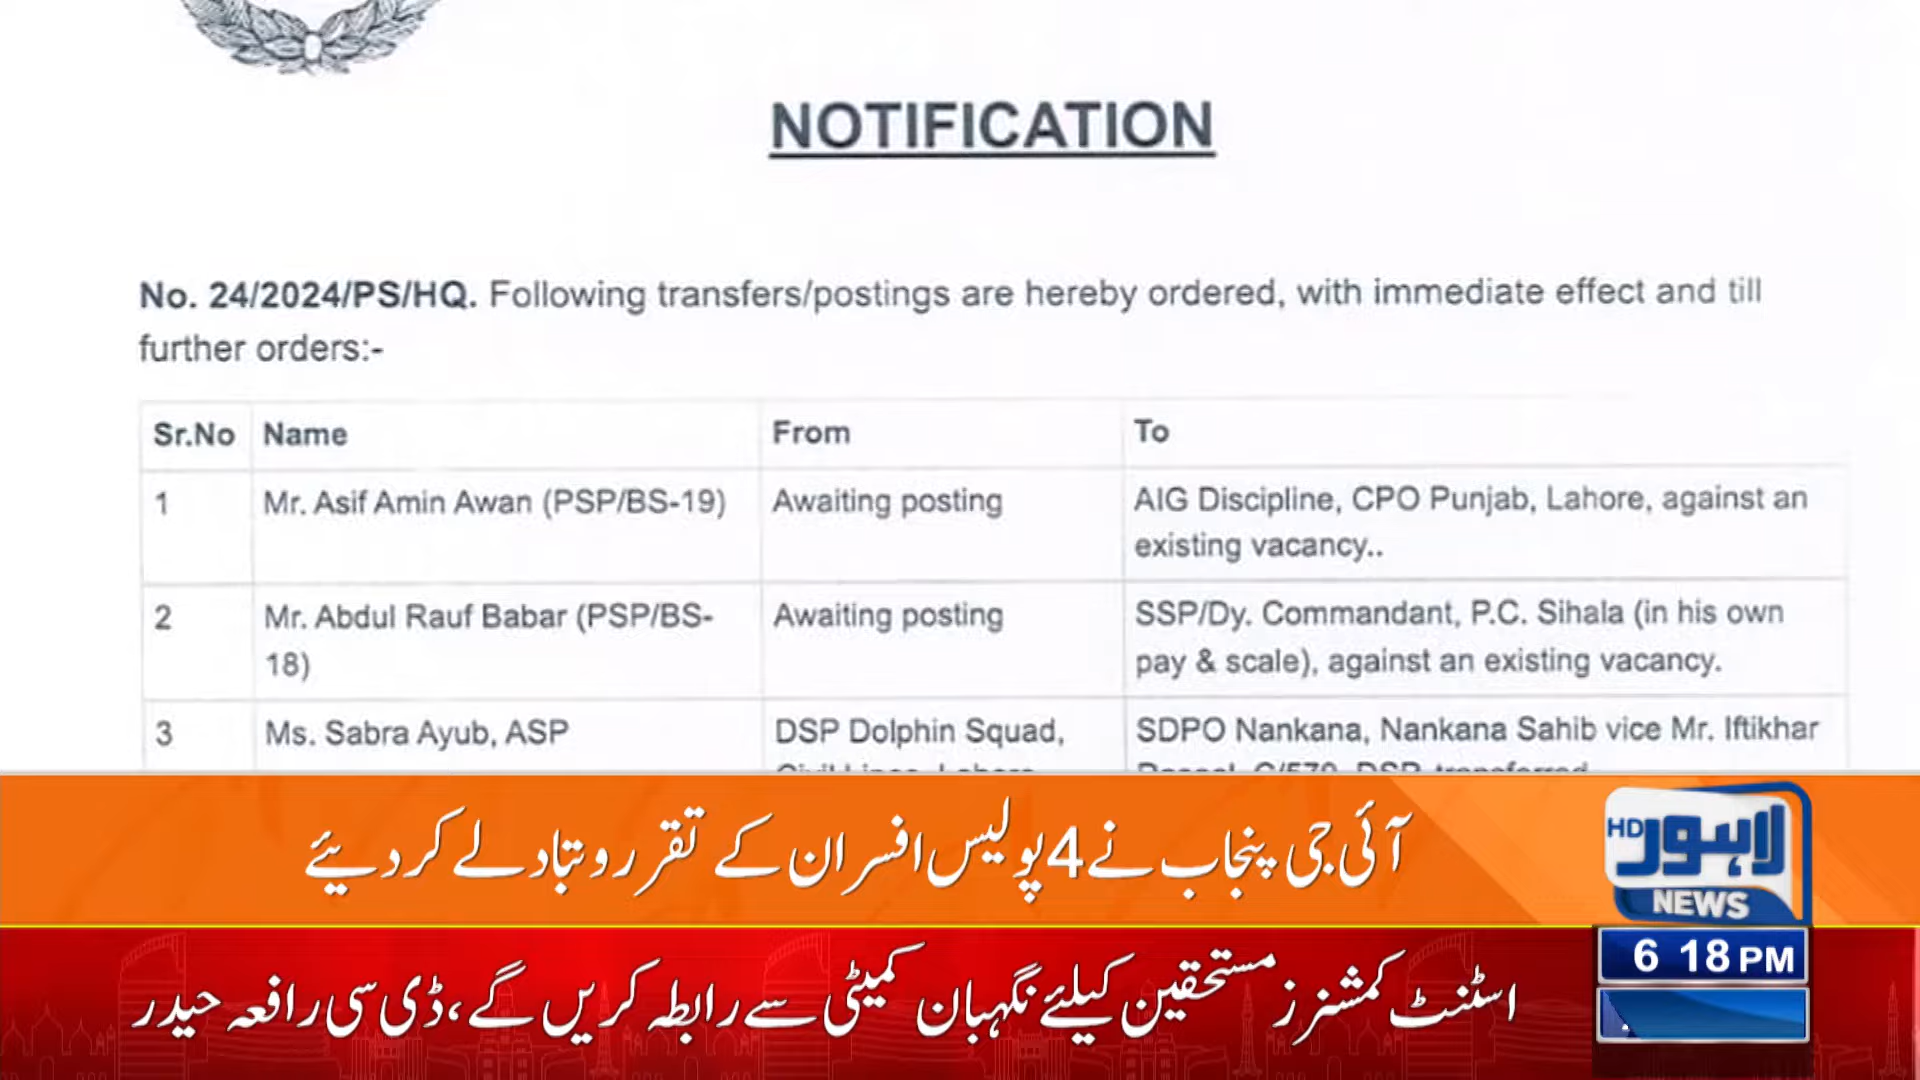 NOTIFICATION
No. 24/2024/PS/HQ. Following transfers/postings are hereby ordered, with immediate effect and till
further orders:-
Sr.No Name From To
1 Mr. Asif Amin Awan (PSP/BS-19) Awaiting posting AIG Discipline, CPO Punjab, Lahore, against an
existing vacancy..
2 Mr. Abdul Rauf Babar (PSP/BS- Awaiting posting SSP/Dy. Commandant, P.C. Sihala (in his own
18) pay & scale), against an existing vacancy.
3 Ms. Sabra Ayub, ASP DSP Dolphin Squad, SDPO Nankana, Nankana Sahib vice Mr. Iftikhar
آئی جی پنجاب نے 4 پولیس افسران کے تقرر و تبادلے کر دیئے
لاہور HD
NEWS
6 18 PM
اسٹنٹ کمشنرز مستحقین کیلئے نگہبان کمیٹی سے رابطہ کریں گے، ڈی سی رافعہ حیدر